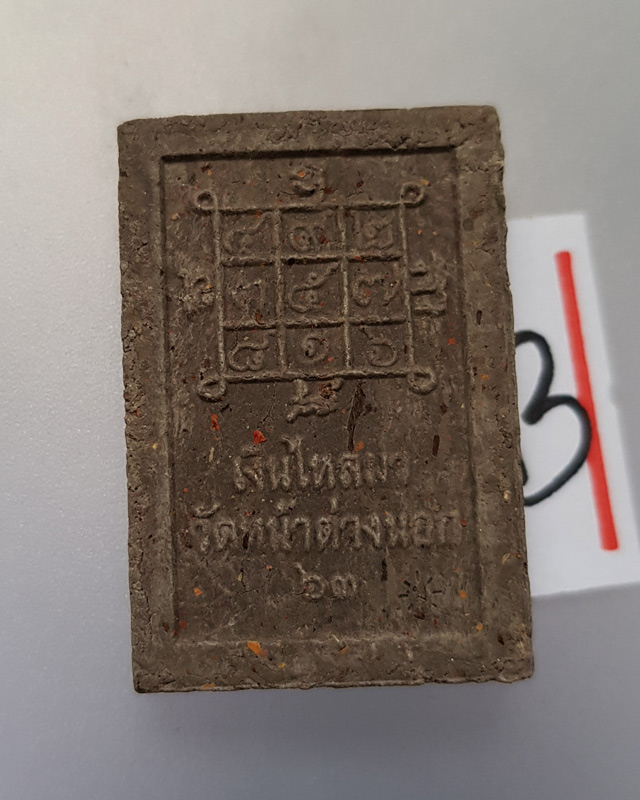 ๔ ๙ ๒
๓ ๕ ๗
๘ ๑ ๖
เงินไหลมา
วัดหน้าต่างนอก
๖๓
3